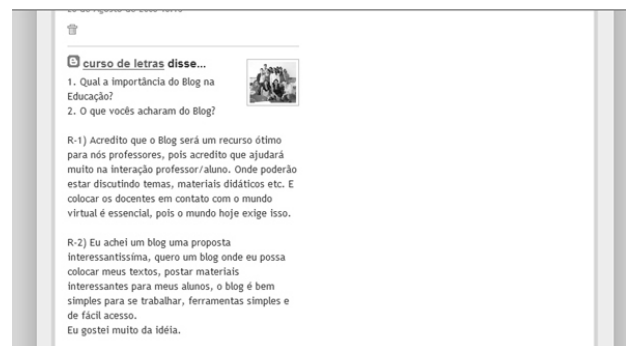 curso de letras disse...
1. Qual a importância do Blog na
Educação?
2. O que vocês acharam do Blog?
R-1) Acredito que o Blog será um recurso ótimo
para nós professores, pois acredito que ajudará
muito na interação professor/aluno. Onde poderão
estar discutindo temas, materiais didáticos etc. E
colocar os docentes em contato com o mundo
virtual é essencial, pois o mundo hoje exige isso.
R-2) Eu achei um blog uma proposta
interessantissíma, quero um blog onde eu possa
colocar meus textos, postar materiais
interessantes para meus alunos, o blog é bem
simples para se trabalhar, ferramentas simples e
de fácil acesso.
Eu gostei muito da idéia.